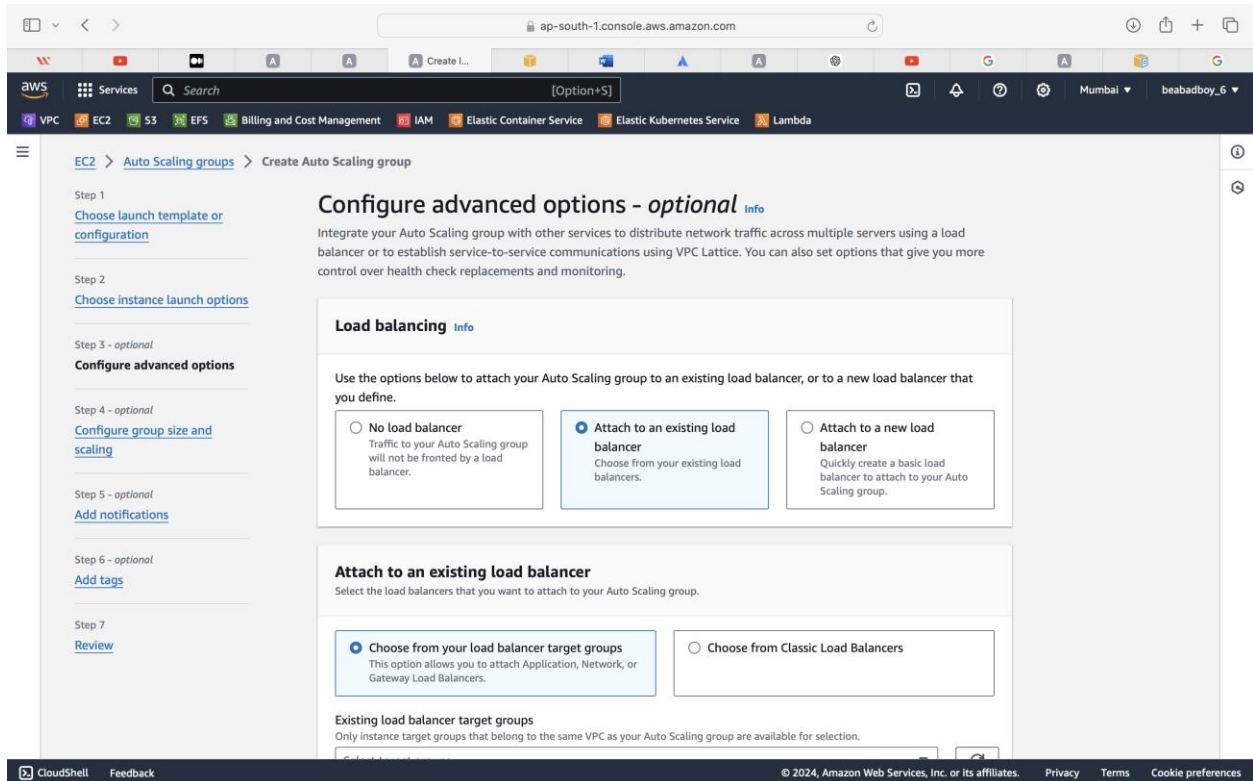 ap-south-1.console.aws.amazon.com
Create I...
aws
Services
Search
[Option+S]
Mumbai
beabadboy_6
VPC
EC2
S3
EFS
Billing and Cost Management
IAM
Elastic Container Service
Elastic Kubernetes Service
Lambda
EC2 > Auto Scaling groups > Create Auto Scaling group
Step 1
Choose launch template or
configuration
Step 2
Choose instance launch options
Step 3 - optional
Configure advanced options
Step 4 - optional
Configure group size and
scaling
Step 5 - optional
Add notifications
Step 6 - optional
Add tags
Step 7
Review
Configure advanced options - optional Info
Integrate your Auto Scaling group with other services to distribute network traffic across multiple servers using a load
balancer or to establish service-to-service communications using VPC Lattice. You can also set options that give you more
control over health check replacements and monitoring.
Load balancing Info
Use the options below to attach your Auto Scaling group to an existing load balancer, or to a new load balancer that
you define.
No load balancer
Traffic to your Auto Scaling group
will not be fronted by a load
balancer.
Attach to an existing load
balancer
Choose from your existing load
balancers.
Attach to a new load
balancer
Quickly create a basic load
balancer to attach to your Auto
Scaling group.
Attach to an existing load balancer
Select the load balancers that you want to attach to your Auto Scaling group.
Choose from your load balancer target groups
This option allows you to attach Application, Network, or
Gateway Load Balancers.
Choose from Classic Load Balancers
Existing load balancer target groups
Only instance target groups that belong to the same VPC as your Auto Scaling group are available for selection.
CloudShell
Feedback
© 2024, Amazon Web Services, Inc. or its affiliates.
Privacy
Terms
Cookie preferences